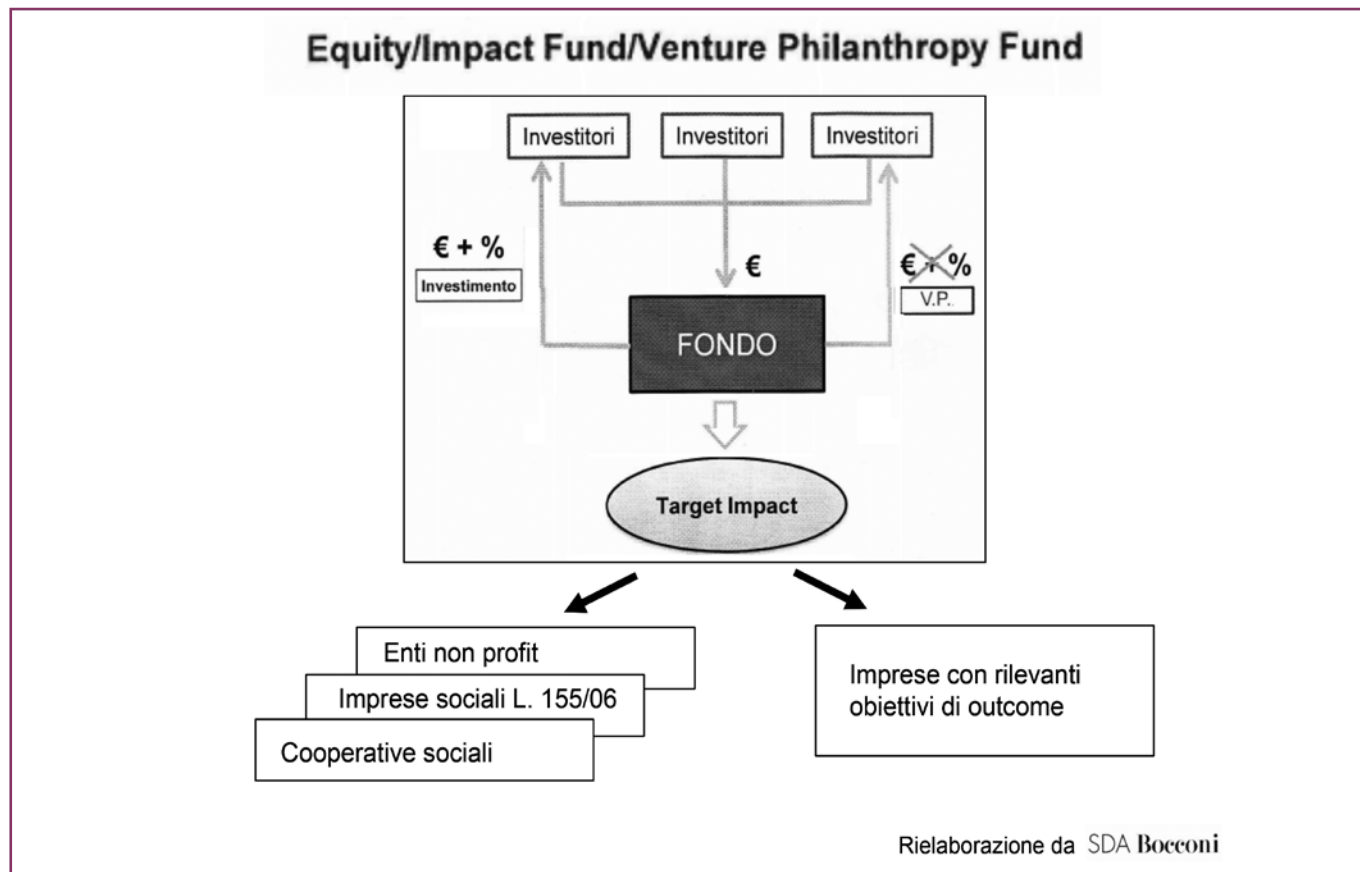 Equity/Impact Fund/Venture Philanthropy Fund
Investitori
Investitori
Investitori
€ + %
Investimento
€
€ + %
V.P..
FONDO
Target Impact
Enti non profit
Imprese sociali L. 155/06
Cooperative sociali
Imprese con rilevanti
obiettivi di outcome
Rielaborazione da SDA Bocconi